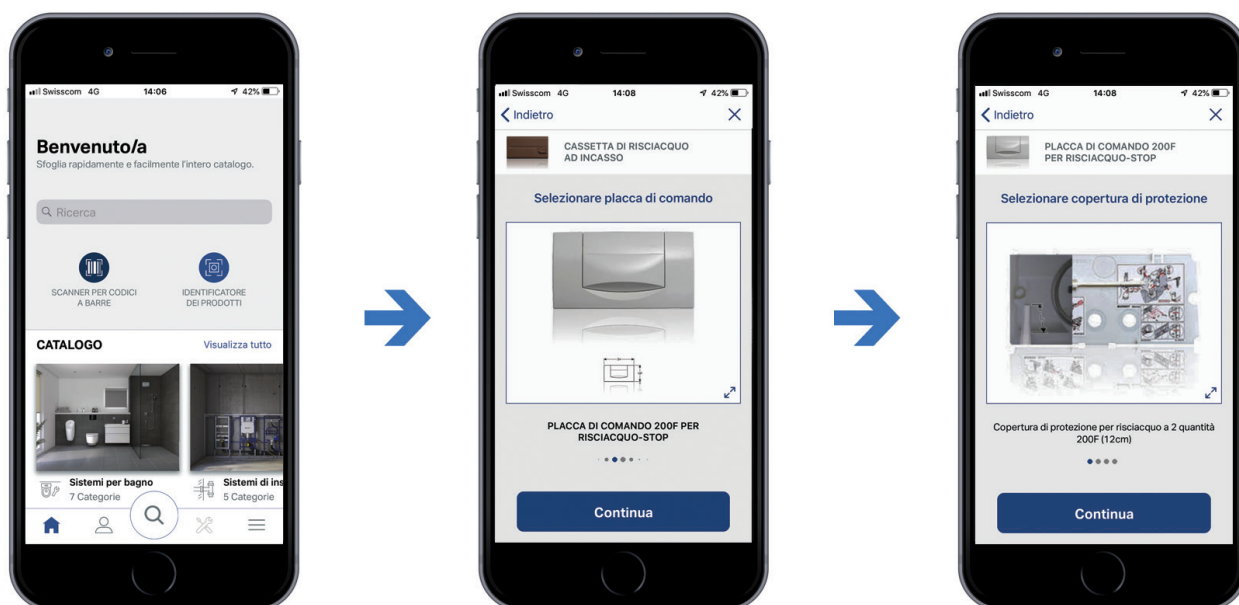 Swisscom 4G 14:06 42%
Benvenuto/a
Sfoglia rapidamente e facilmente l'intero catalogo.
Ricerca
SCANNER PER CODICI
A BARRE
IDENTIFICATORE
DEI PRODOTTI
CATALOGO
Visualizza tutto
Sistemi per bagno
7 Categorie
Sistemi di ins
5 Categorie
Swisscom 4G 14:08 42%
Indietro
CASSETTA DI RISCIACQUO
AD INCASSO
Selezionare placca di comando
PLACCA DI COMANDO 200F PER
RISCIACQUO-STOP
Continua
Swisscom 4G 14:08 42%
Indietro
PLACCA DI COMANDO 200F
PER RISCIACQUO-STOP
Selezionare copertura di protezione
Copertura di protezione per risciacquo a 2 quantità
200F (12cm)
Continua